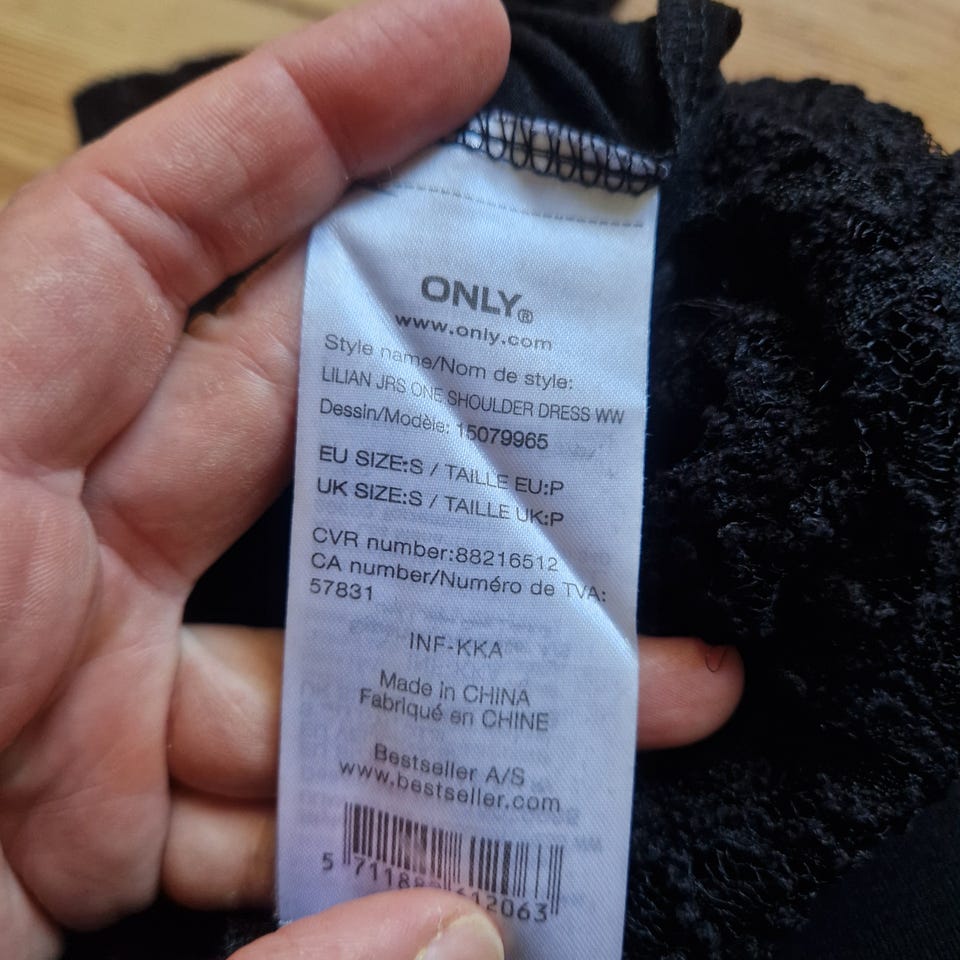 ONLY®
www.only.com
Style name/Nom de style:
LILIAN JRS ONE SHOULDER DRESS WW
Dessin/Modèle: 15079965
EU SIZE:S / TAILLE EU:P
UK SIZE:S / TAILLE UK:P
CVR number:88216512
CA number/Numéro de TVA:
57831
INF-KKA
Made in CHINA
Fabriqué en CHINE
Bestseller A/S
www.bestseller.com
5